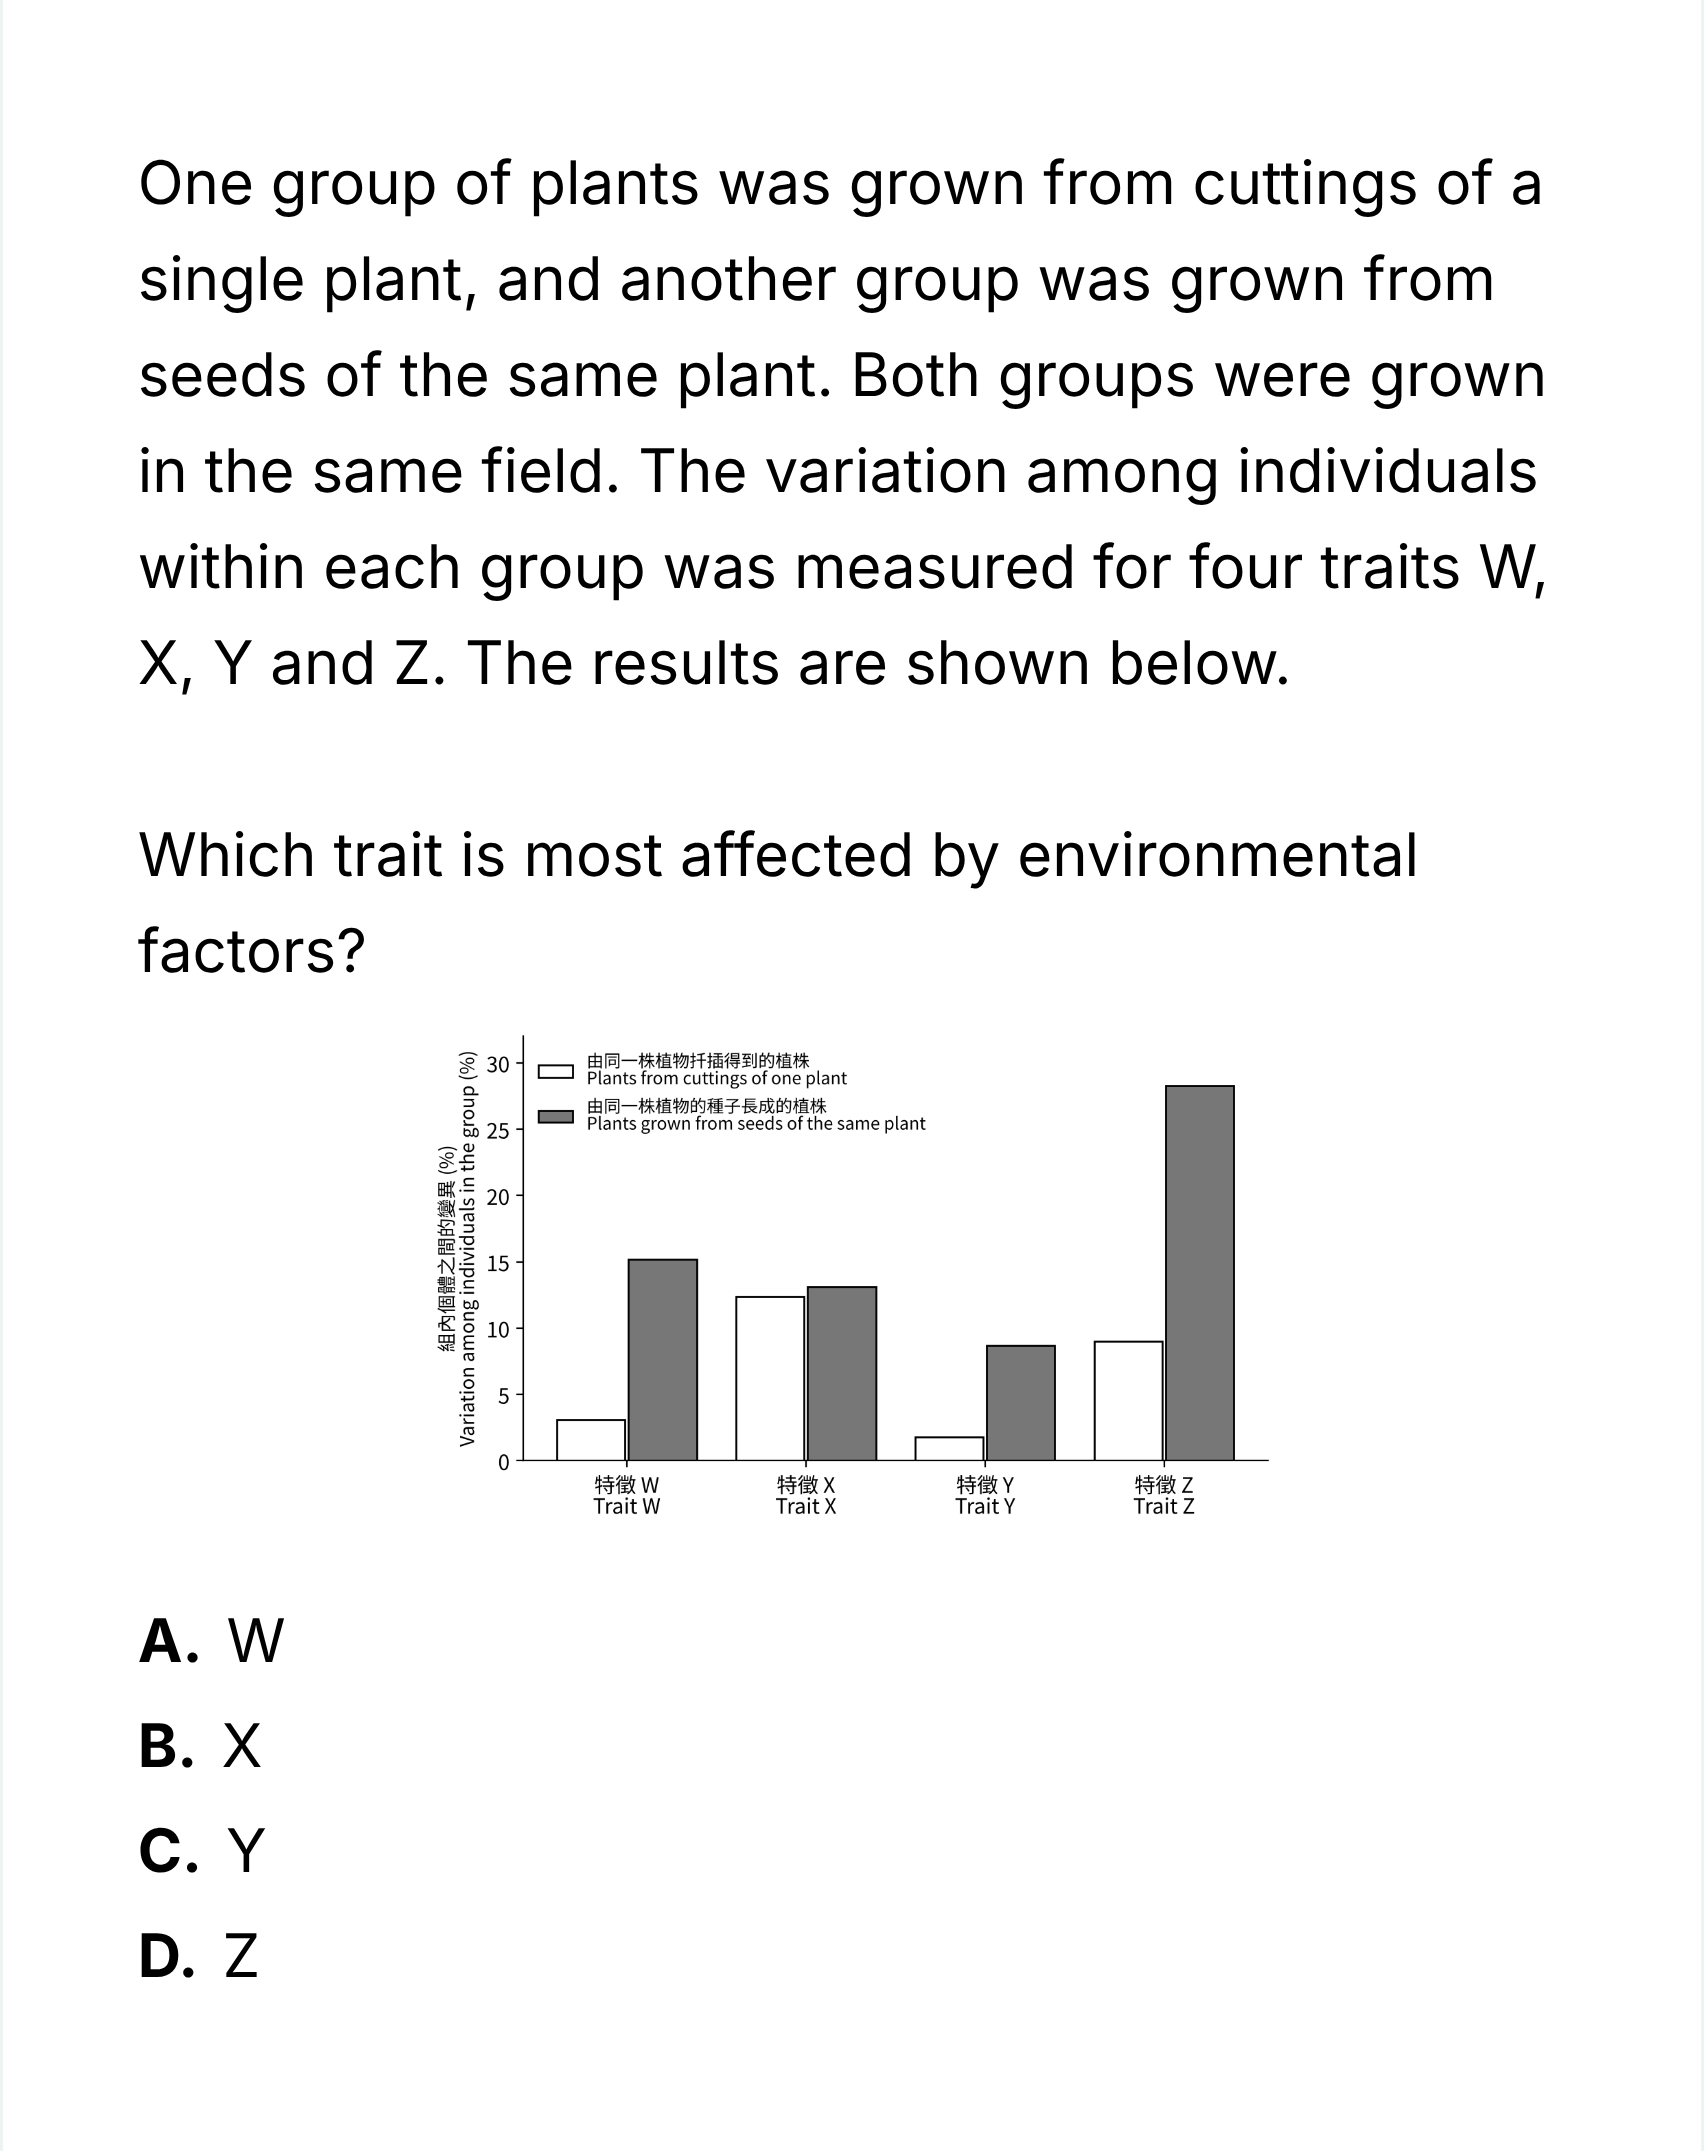 One group of plants was grown from cuttings of a
single plant, and another group was grown from
seeds of the same plant. Both groups were grown
in the same field. The variation among individuals
within each group was measured for four traits W,
X, Y and Z. The results are shown below.
Which trait is most affected by environmental
factors?
組內個體之間的變異 (%)
Variation among individuals in the group (%)
30
25
20
15
10
5
0
由同一株植物扦插得到的植株
Plants from cuttings of one plant
由同一株植物的種子長成的植株
Plants grown from seeds of the same plant
特徵 W
Trait W
特徵 X
Trait X
特徵 Y
Trait Y
特徵 Z
Trait Z
A. W
B. X
C. Y
D. Z